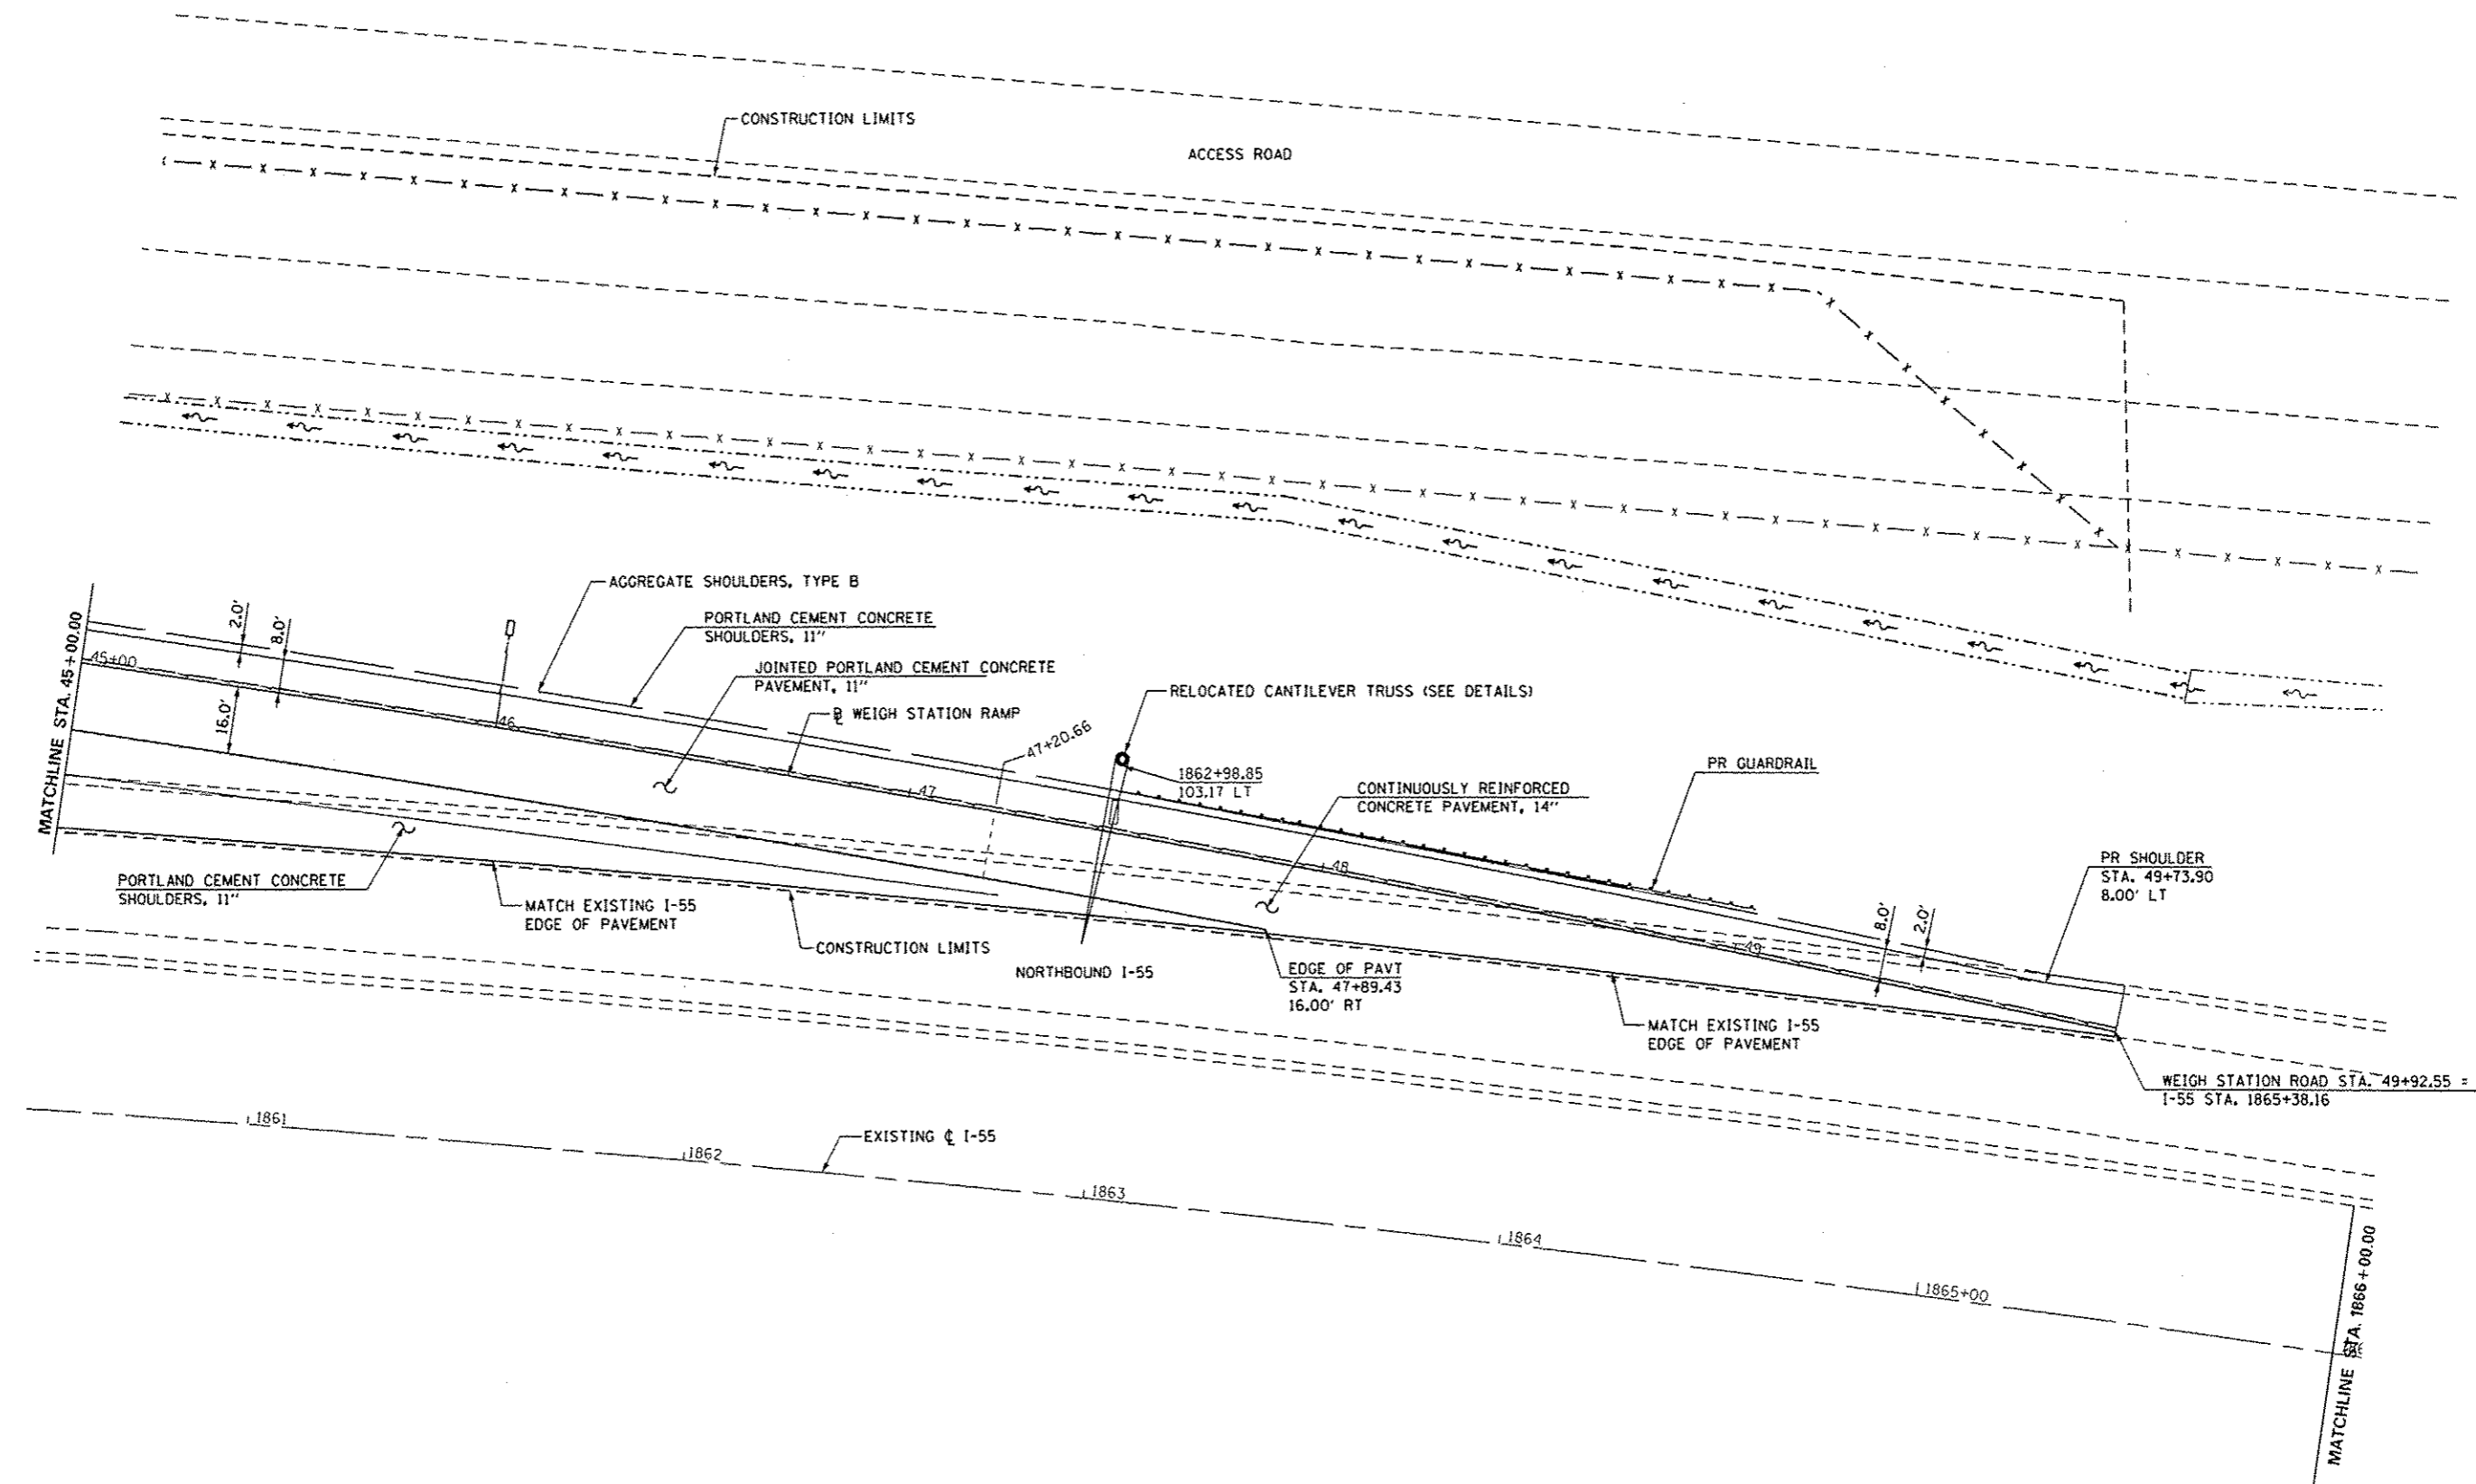 CONSTRUCTION LIMITS
ACCESS ROAD
AGGREGATE SHOULDERS, TYPE B
PORTLAND CEMENT CONCRETE
SHOULDERS, 11"
JOINTED PORTLAND CEMENT CONCRETE
PAVEMENT, 11"
℄ WEIGH STATION RAMP
RELOCATED CANTILEVER TRUSS (SEE DETAILS)
MATCHLINE STA. 45+00.00
2.0'
8.0'
16.0'
45+00
46
47
48
49
47+20.66
1862+98.85
103.17 LT
CONTINUOUSLY REINFORCED
CONCRETE PAVEMENT, 14"
PR GUARDRAIL
PR SHOULDER
STA. 49+73.90
8.00' LT
8.0'
2.0'
PORTLAND CEMENT CONCRETE
SHOULDERS, 11"
MATCH EXISTING I-55
EDGE OF PAVEMENT
CONSTRUCTION LIMITS
NORTHBOUND I-55
EDGE OF PAVT
STA. 47+89.43
16.00' RT
MATCH EXISTING I-55
EDGE OF PAVEMENT
WEIGH STATION ROAD STA. 49+92.55 =
I-55 STA. 1865+38.16
1861
1862
EXISTING ℄ I-55
1863
1864
1865+00
MATCHLINE STA. 1866+00.00